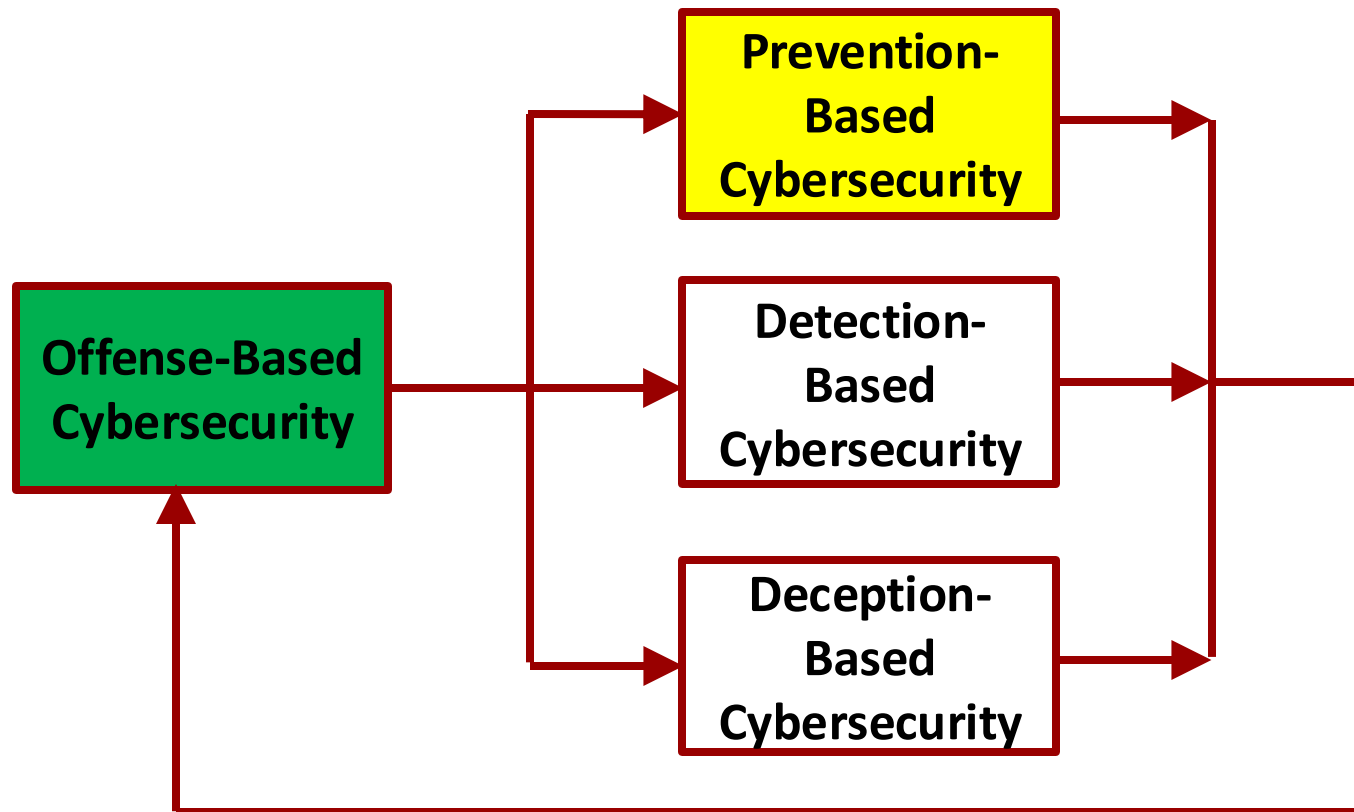 Prevention-
Based
Cybersecurity
Offense-Based
Cybersecurity
Detection-
Based
Cybersecurity
Deception-
Based
Cybersecurity